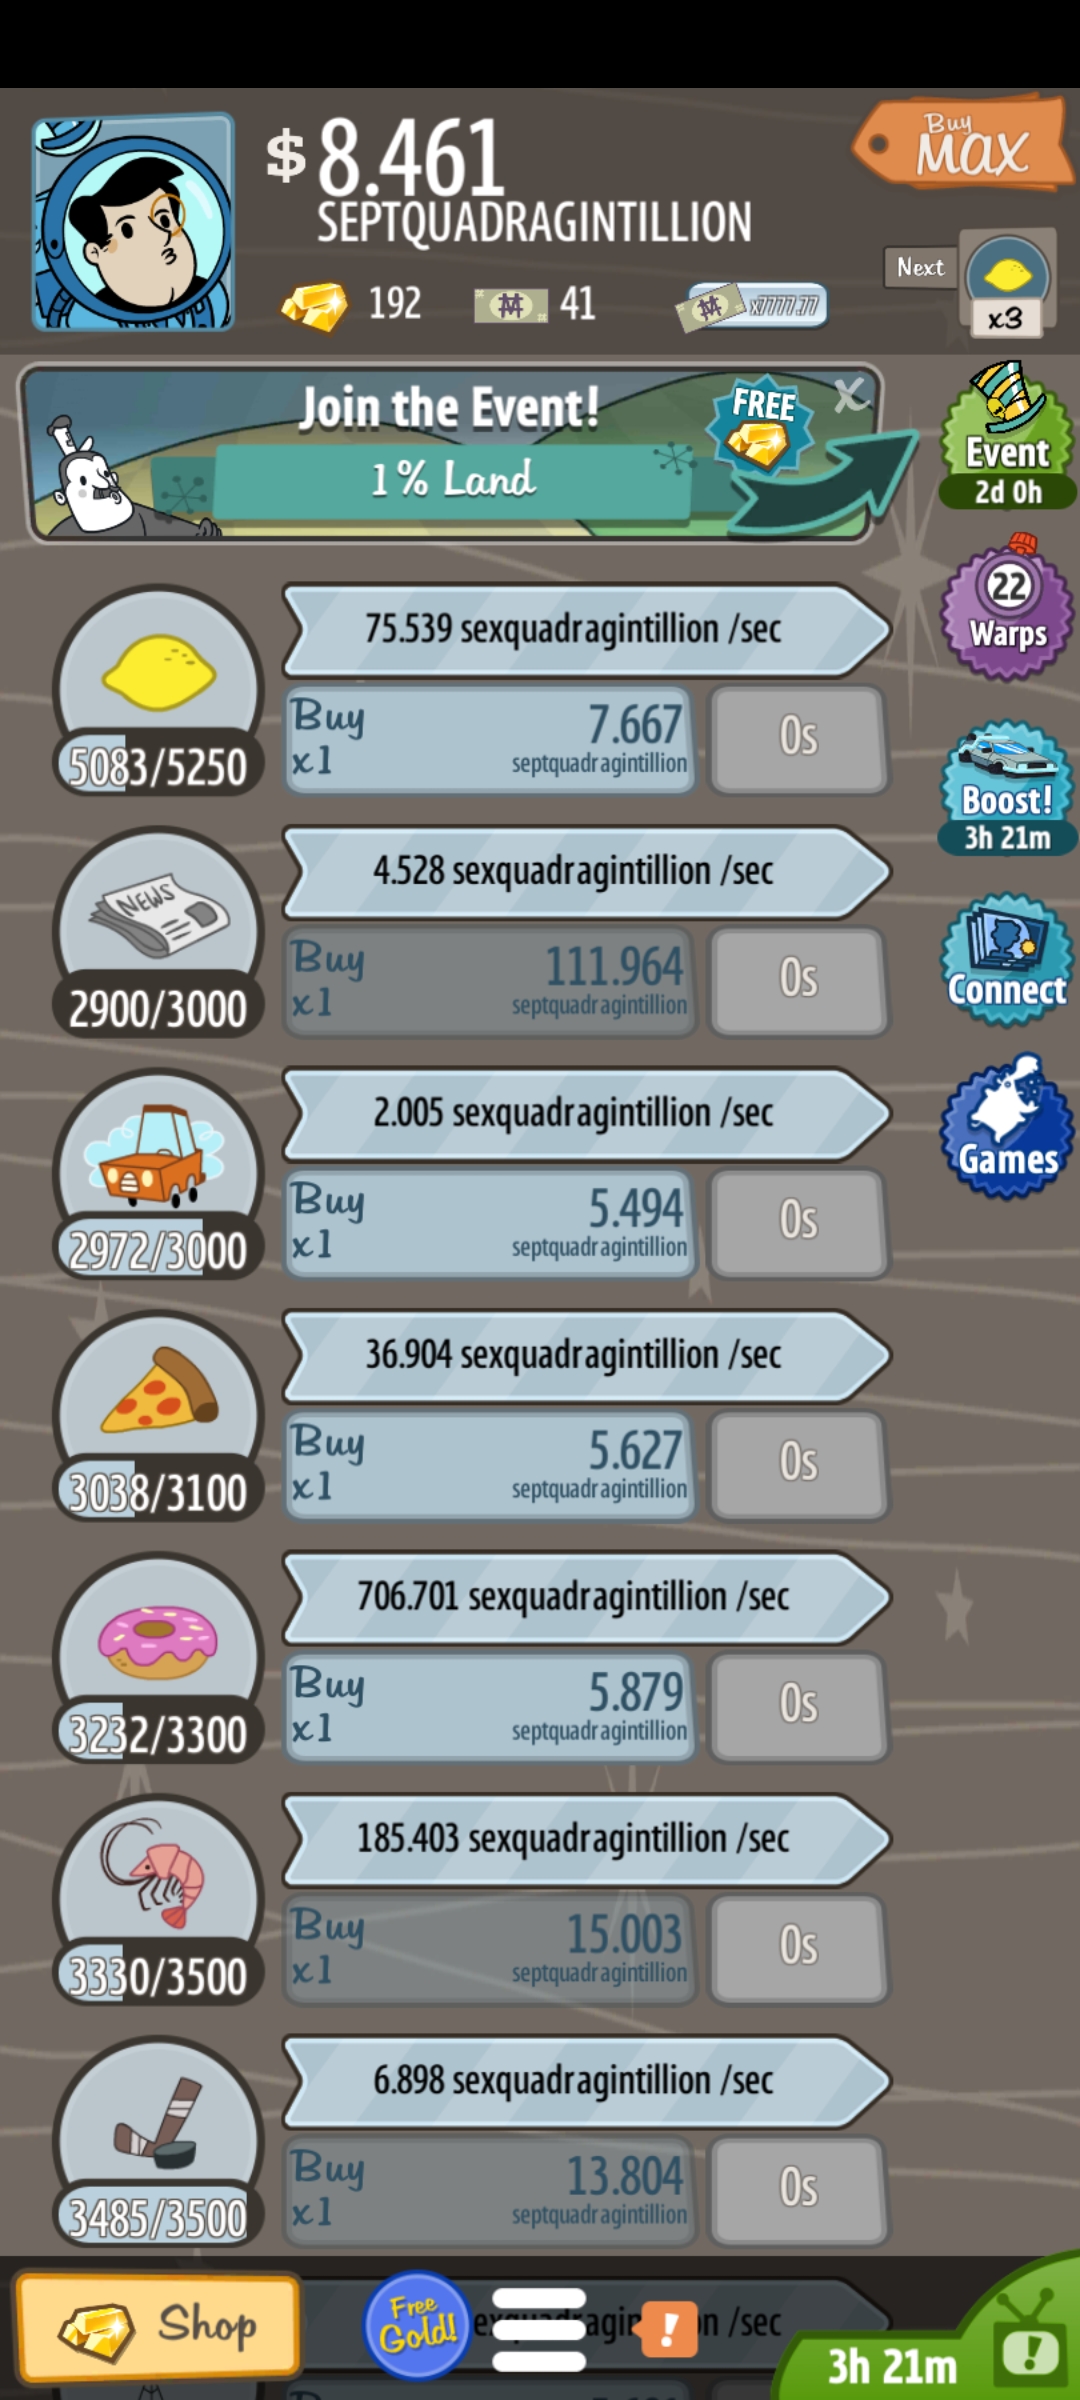 $8.461
SEPTQUADRAGINTILLION
Buy
Max
192
41
x7777.77
Next
x3
Join the Event!
FREE
X
1% Land
Event
2d 0h
22
Warps
Boost!
3h 21m
Connect
Games
75.539 sexquadragintillion /sec
Buy 7.667
x1 septquadragintillion
0s
5083/5250
NEWS
4.528 sexquadragintillion /sec
Buy 111.964
x1 septquadragintillion
0s
2900/3000
2.005 sexquadragintillion /sec
Buy 5.494
x1 septquadragintillion
0s
2972/3000
36.904 sexquadragintillion /sec
Buy 5.627
x1 septquadragintillion
0s
3038/3100
706.701 sexquadragintillion /sec
Buy 5.879
x1 septquadragintillion
0s
3232/3300
185.403 sexquadragintillion /sec
Buy 15.003
x1 septquadragintillion
0s
3330/3500
6.898 sexquadragintillion /sec
Buy 13.804
x1 septquadragintillion
0s
3485/3500
Shop
Free
Gold!
!
/sec
!
3h 21m
Buy